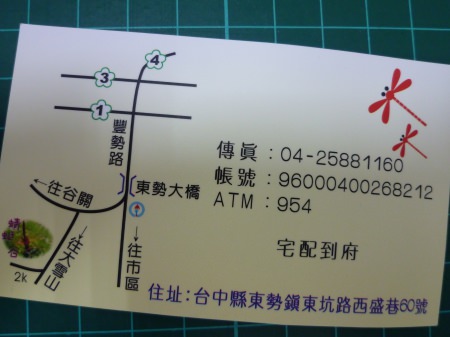 4
3
1
豐勢路
東勢大橋
←往谷關
→往大雪山
→往市區
2k
傳真：04-25881160
帳號：96000400268212
ATM：954
宅配到府
住址：台中縣東勢鎮東坑路西盛巷60號